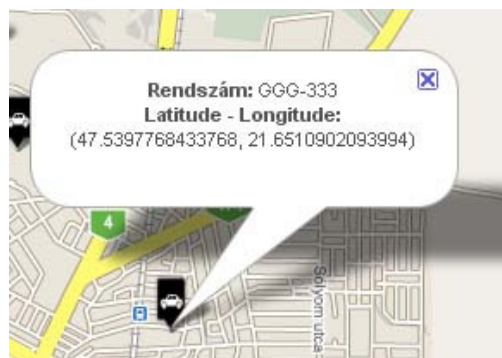 Rendszám: GGG-333
Latitude - Longitude:
(47.5397768433768, 21.6510902093994)
4
Sólyom utca